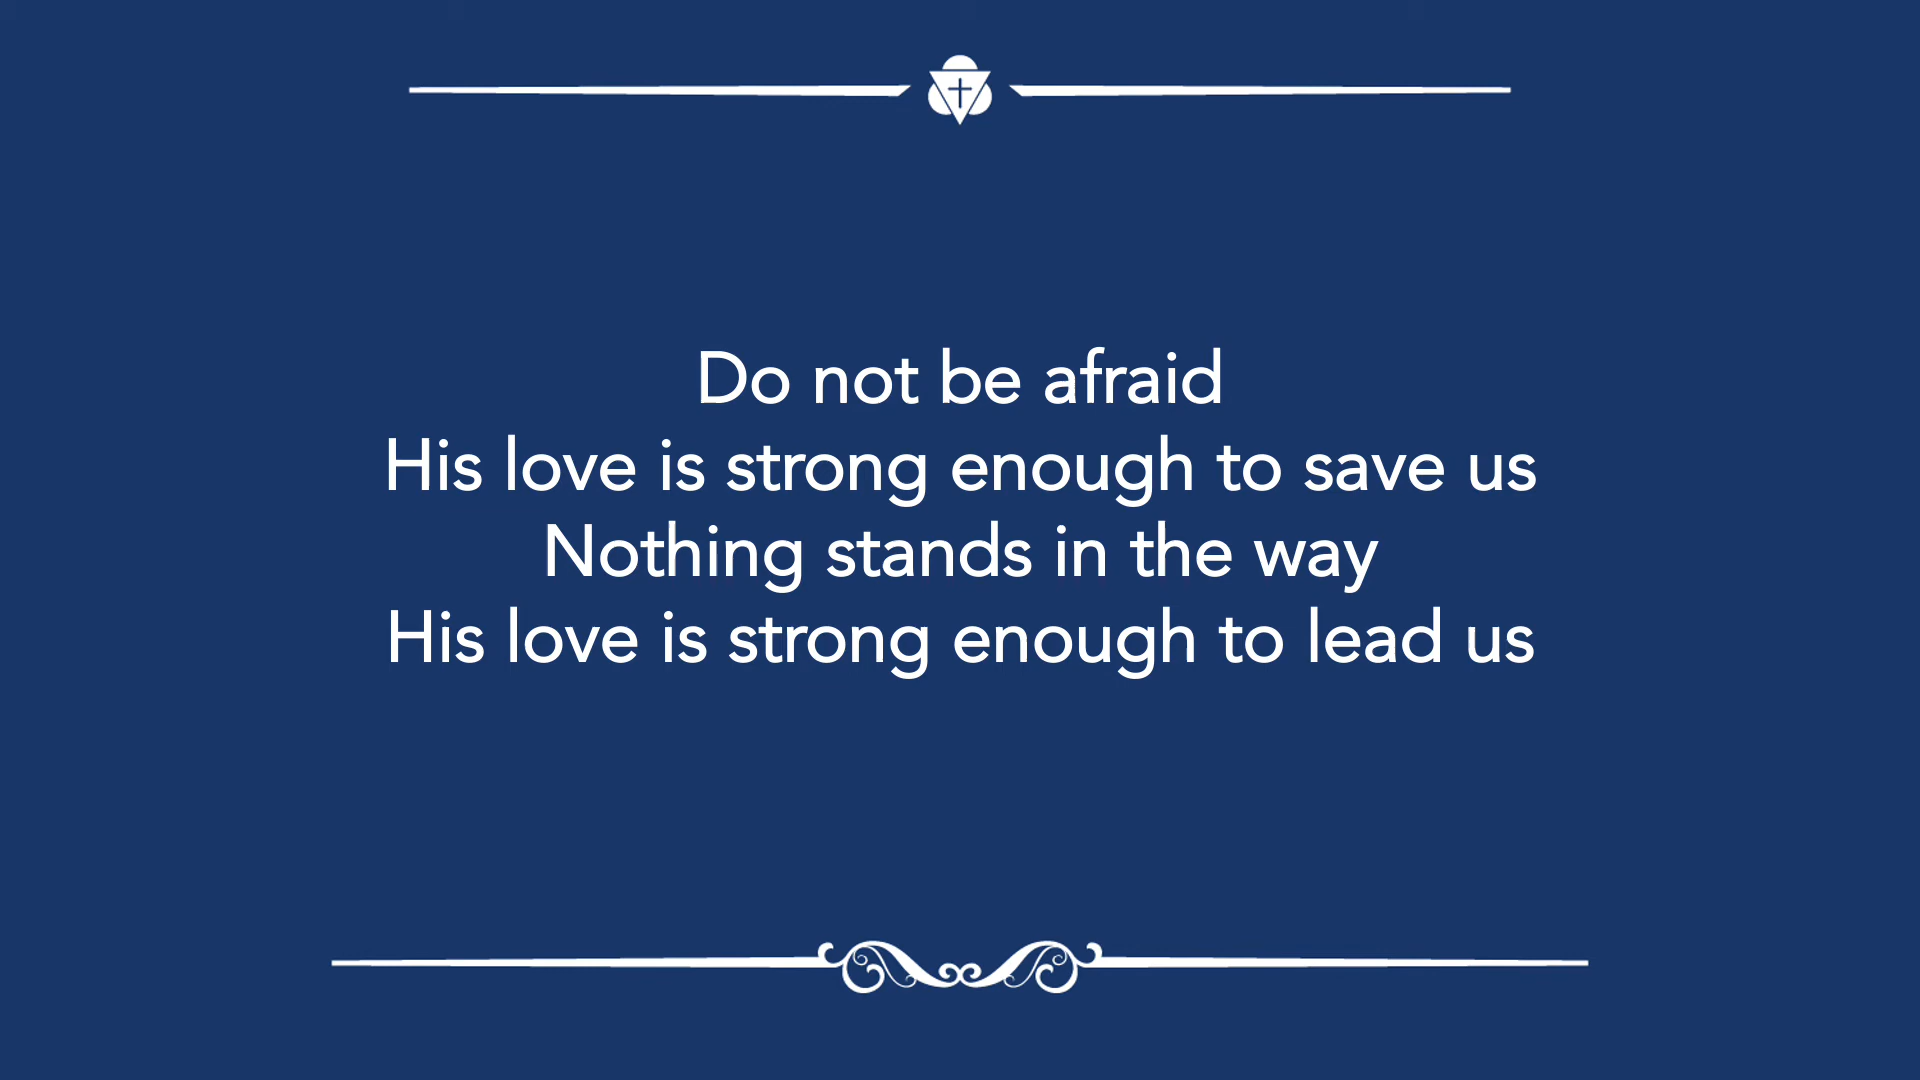 Do not be afraid
His love is strong enough to save us
Nothing stands in the way
His love is strong enough to lead us